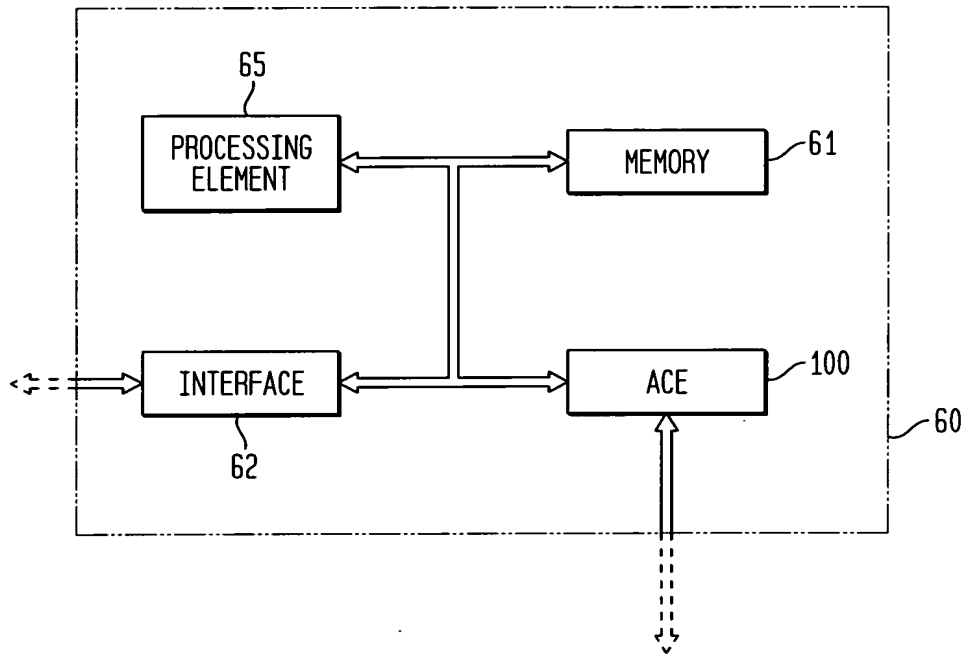 65
PROCESSING
ELEMENT
MEMORY
61
INTERFACE
62
ACE
100
60